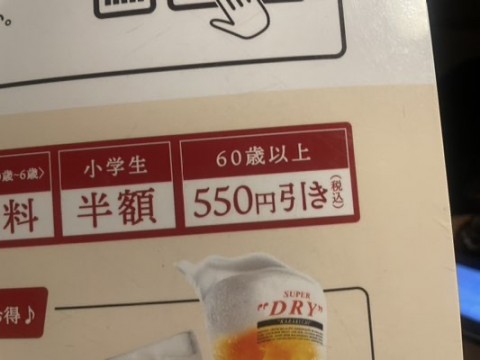 歳~6歳〉
料
小学生
半額
60歳以上
550円引き(税込)
得♪
SUPER
"DRY"